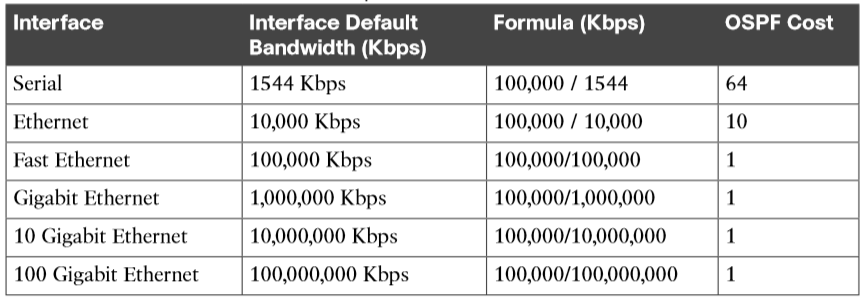 Interface Interface Default Bandwidth (Kbps) Formula (Kbps) OSPF Cost
Serial 1544 Kbps 100,000 / 1544 64
Ethernet 10,000 Kbps 100,000 / 10,000 10
Fast Ethernet 100,000 Kbps 100,000/100,000 1
Gigabit Ethernet 1,000,000 Kbps 100,000/1,000,000 1
10 Gigabit Ethernet 10,000,000 Kbps 100,000/10,000,000 1
100 Gigabit Ethernet 100,000,000 Kbps 100,000/100,000,000 1